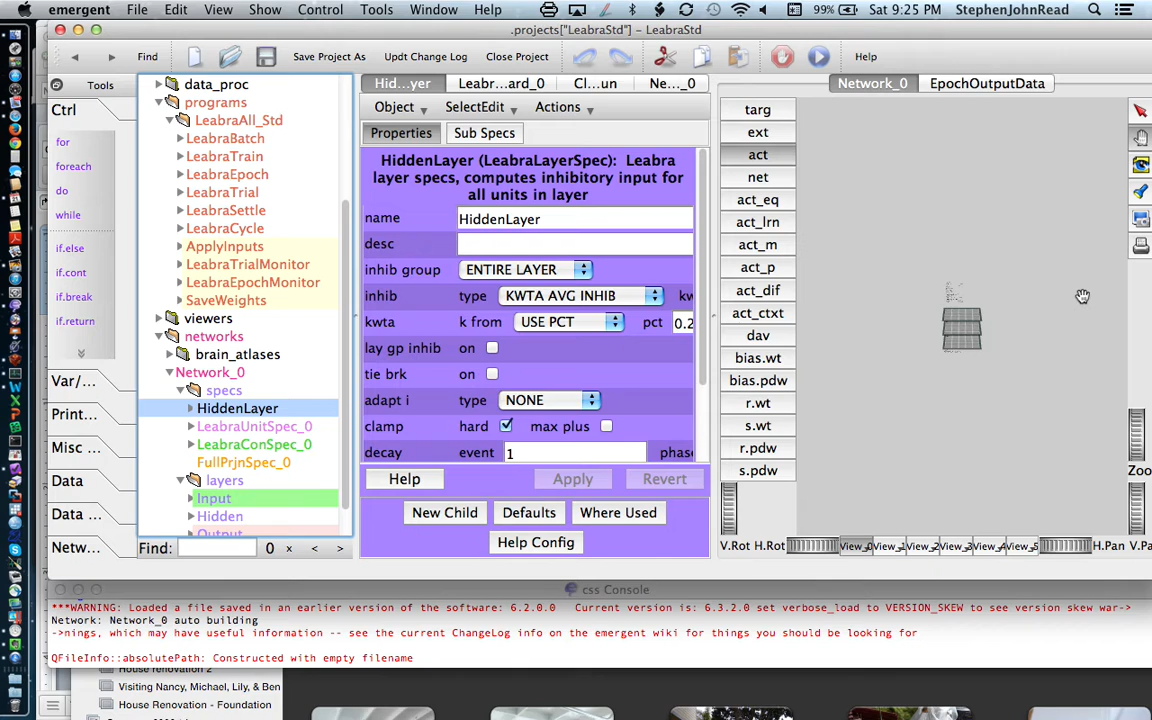 emergent File Edit View Show Control Tools Window Help 99% Sat 9:25 PM StephenJohnRead
.projects["LeabraStd"] – LeabraStd
Find Save Project As Updt Change Log Close Project Help
Tools
Ctrl
for
foreach
do
while
if.else
if.cont
if.break
if.return
Var/...
Print...
Misc ...
Data
Data ...
Netw...
data_proc
programs
LeabraAll_Std
LeabraBatch
LeabraTrain
LeabraEpoch
LeabraTrial
LeabraSettle
LeabraCycle
ApplyInputs
LeabraTrialMonitor
LeabraEpochMonitor
SaveWeights
viewers
networks
brain_atlases
Network_0
specs
HiddenLayer
LeabraUnitSpec_0
LeabraConSpec_0
FullPrjnSpec_0
layers
Input
Hidden
Output
Find: 0 x < >
Hid...yer Leabr...ard_0 Cl...un Ne..._0
Object SelectEdit Actions
Properties Sub Specs
HiddenLayer (LeabraLayerSpec): Leabra
layer specs, computes inhibitory input for
all units in layer
name HiddenLayer
desc
inhib group ENTIRE LAYER
inhib type KWTA AVG INHIB kw
kwta k from USE PCT pct 0.2
lay gp inhib on
tie brk on
adapt i type NONE
clamp hard max plus
decay event 1 phase
Help Apply Revert
New Child Defaults Where Used
Help Config
Network_0 EpochOutputData
targ
ext
act
net
act_eq
act_lrn
act_m
act_p
act_dif
act_ctxt
dav
bias.wt
bias.pdw
r.wt
s.wt
r.pdw
s.pdw
Zoo
V.Rot H.Rot View_0 View_1 View_2 View_3 View_4 View_5 H.Pan V.Pa
css Console
***WARNING: Loaded a file saved in an earlier version of the software: 6.2.0.0 Current version is: 6.3.2.0 set verbose_load to VERSION_SKEW to see version skew war->
Network: Network_0 auto building
->nings, which may have useful information -- see the current ChangeLog info on the emergent wiki for things you should be looking for
QFileInfo::absolutePath: Constructed with empty filename
House renovation 2
Visiting Nancy, Michael, Lily, & Ben
House Renovation - Foundation